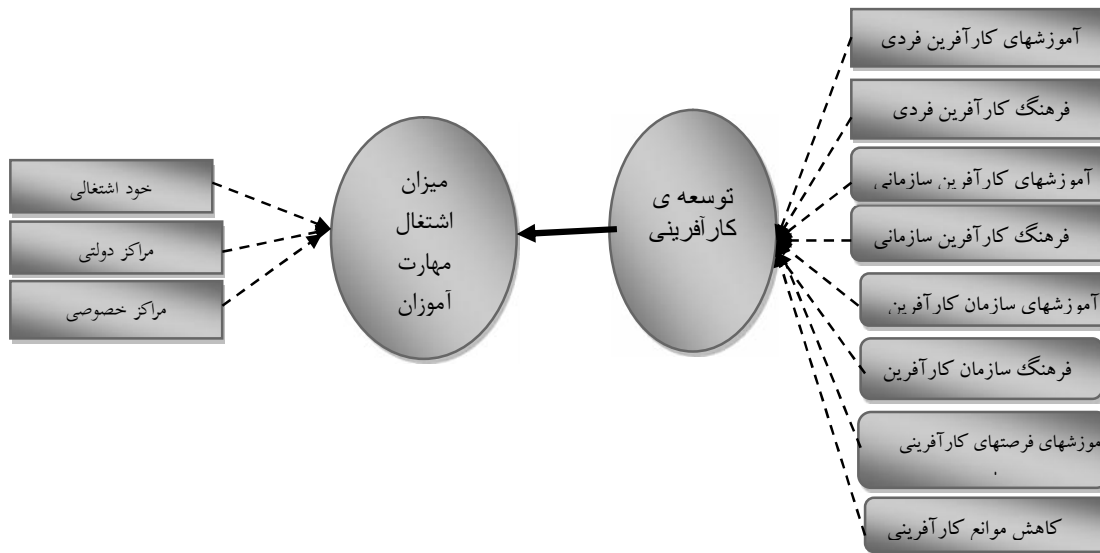 آموزشهای کارآفرین فردی
فرهنگ کارآفرین فردی
آموزشهای کارآفرین سازمانی
فرهنگ کارآفرین سازمانی
آموزشهای سازمان کارآفرین
فرهنگ سازمان کارآفرین
موزشهای فرصتهای کارآفرینی
کاهش موانع کارآفرینی
توسعه ی
کارآفرینی
میزان
اشتغال
مهارت
آموزان
خود اشتغالی
مراکز دولتی
مراکز خصوصی